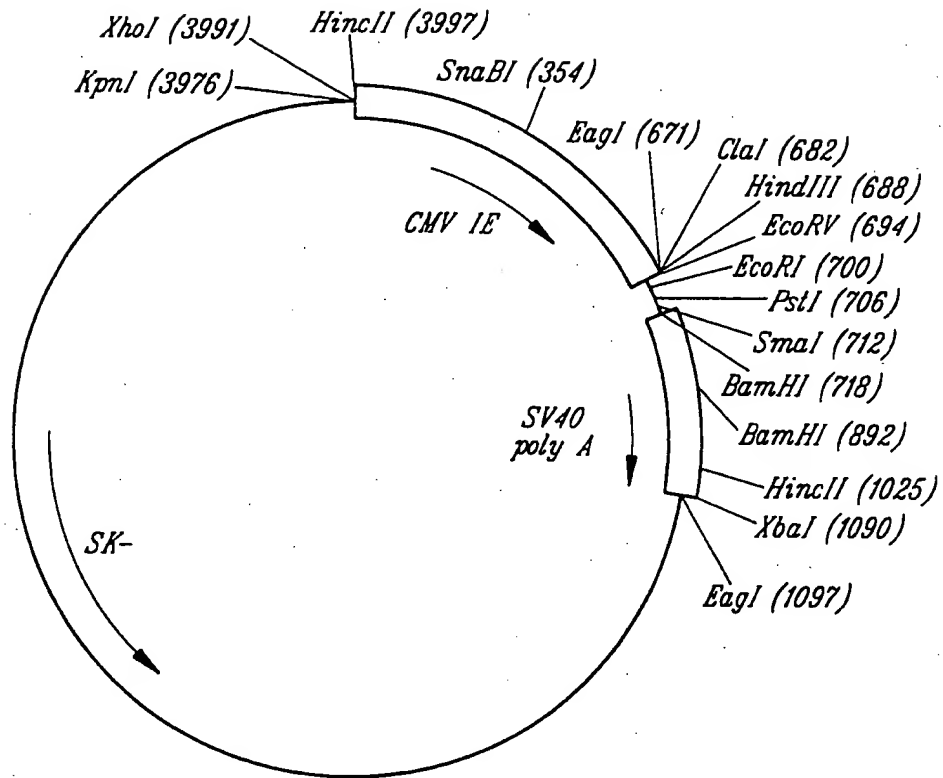 XhoI (3991)
HincII (3997)
KpnI (3976)
SnaBI (354)
EagI (671)
ClaI (682)
HindIII (688)
EcoRV (694)
CMV IE
EcoRI (700)
PstI (706)
SmaI (712)
BamHI (718)
SV40
poly A
BamHI (892)
HincII (1025)
XbaI (1090)
SK-
EagI (1097)